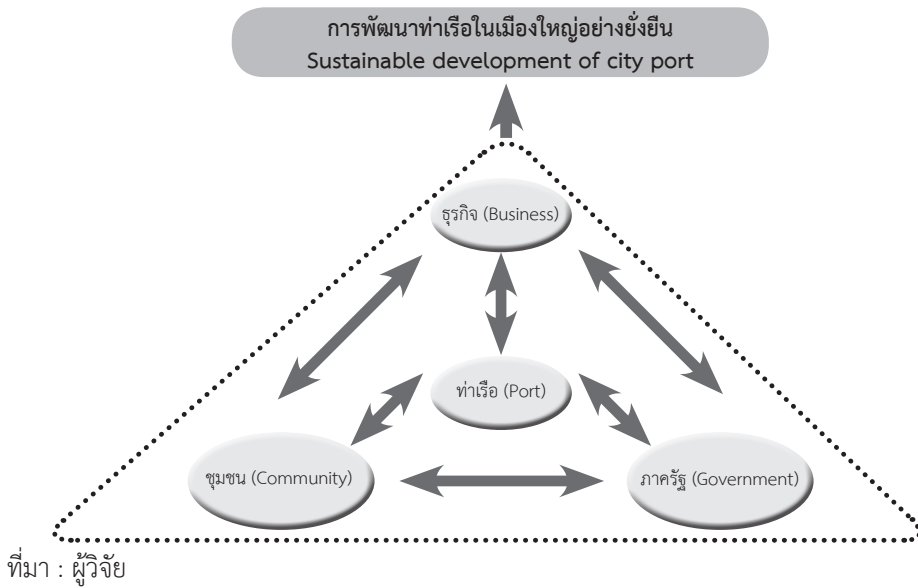 การพัฒนาท่าเรือในเมืองใหญ่อย่างยั่งยืน
Sustainable development of city port
ธุรกิจ (Business)
ท่าเรือ (Port)
ชุมชน (Community)
ภาครัฐ (Government)
ที่มา : ผู้วิจัย